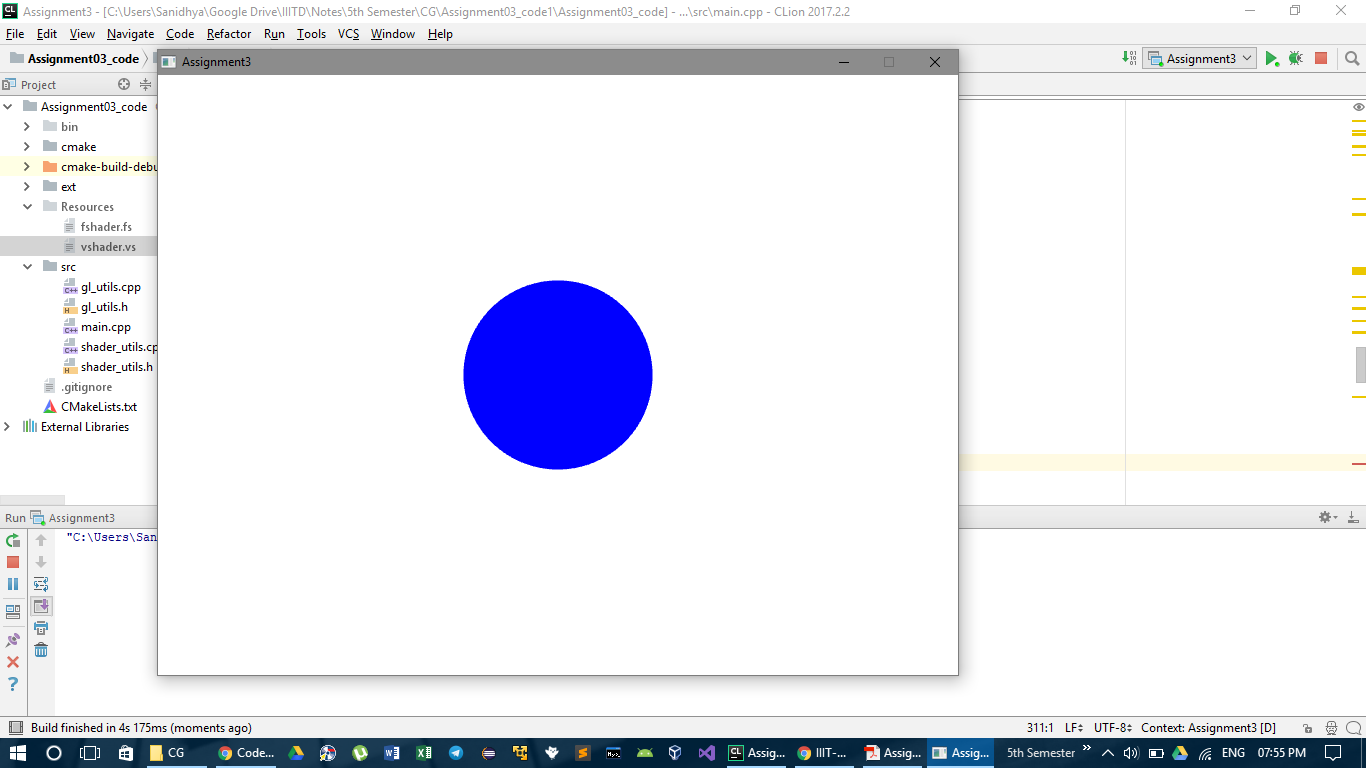 Assignment3 - [C:\Users\Sanidhya\Google Drive\IIITD\Notes\5th Semester\CG\Assignment03_code1\Assignment03_code] - ...\src\main.cpp - CLion 2017.2.2
File Edit View Navigate Code Refactor Run Tools VCS Window Help
Assignment03_code
Assignment3
Assignment3
Project
Assignment03_code
bin
cmake
cmake-build-debu
ext
Resources
fshader.fs
vshader.vs
src
gl_utils.cpp
gl_utils.h
main.cpp
shader_utils.cp
shader_utils.h
.gitignore
CMakeLists.txt
External Libraries
Run Assignment3
"C:\Users\San
Build finished in 4s 175ms (moments ago)
311:1 LF UTF-8 Context: Assignment3 [D]
CG Code... Assig... IIIT-... Assig... Assig... 5th Semester ENG 07:55 PM